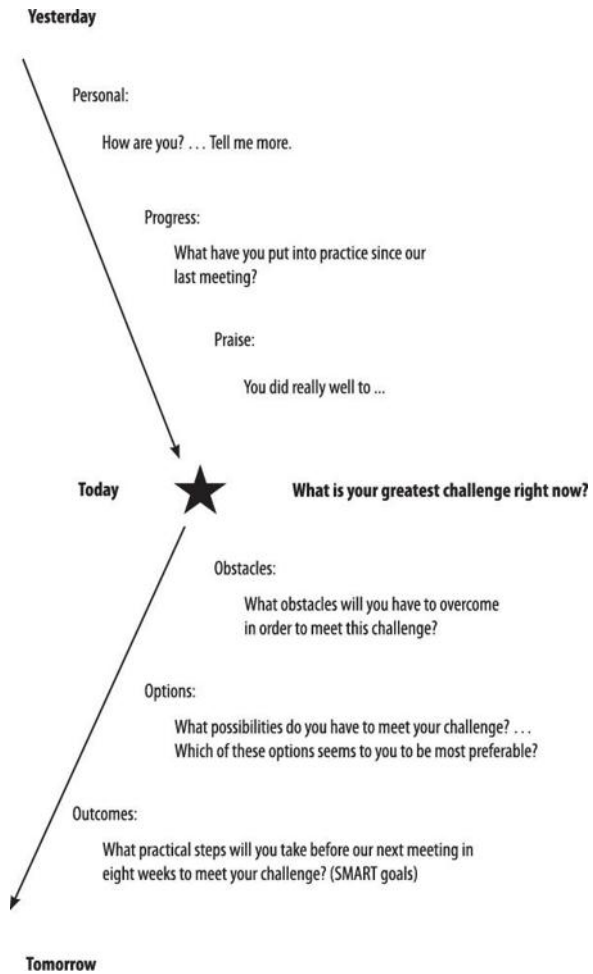 Yesterday
Personal:
How are you? … Tell me more.
Progress:
What have you put into practice since our
last meeting?
Praise:
You did really well to ...
Today
What is your greatest challenge right now?
Obstacles:
What obstacles will you have to overcome
in order to meet this challenge?
Options:
What possibilities do you have to meet your challenge? …
Which of these options seems to you to be most preferable?
Outcomes:
What practical steps will you take before our next meeting in
eight weeks to meet your challenge? (SMART goals)
Tomorrow